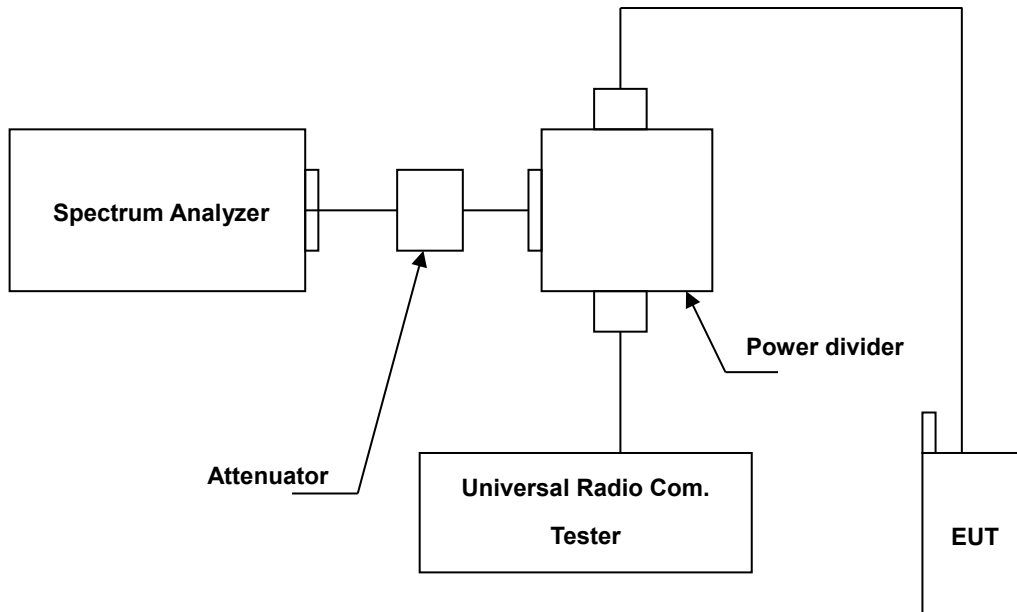 Spectrum Analyzer
Power divider
Attenuator
Universal Radio Com.
Tester
EUT